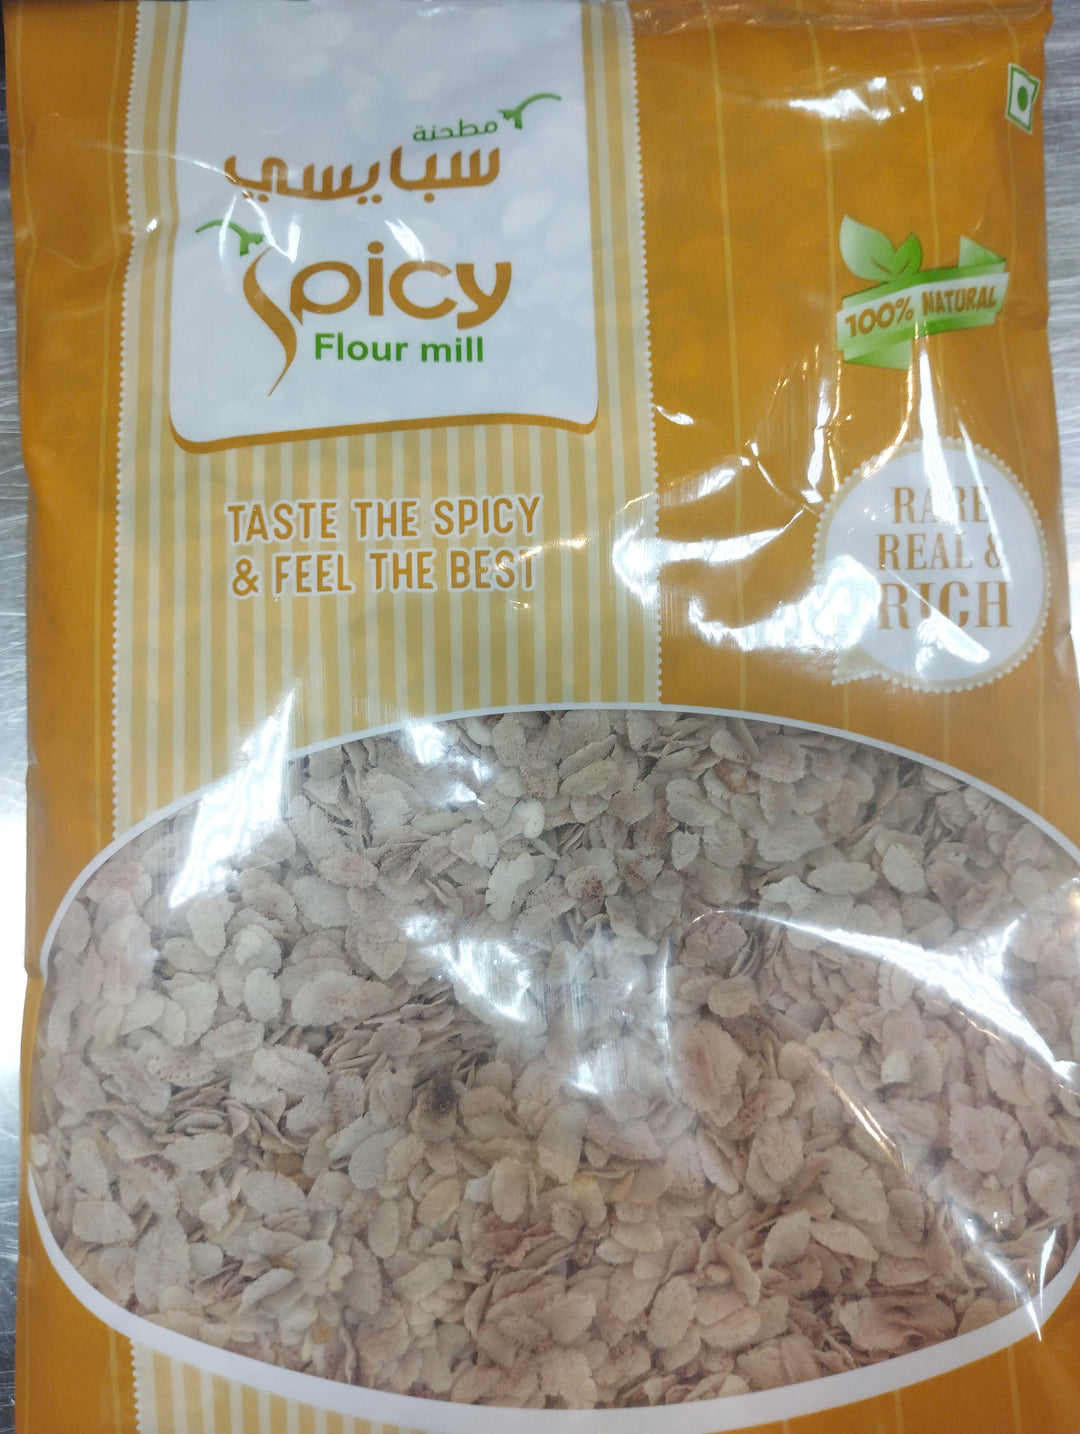 مطحنة
سبايسي
Spicy
Flour mill
100% NATURAL
TASTE THE SPICY
& FEEL THE BEST
RARE
REAL &
RICH